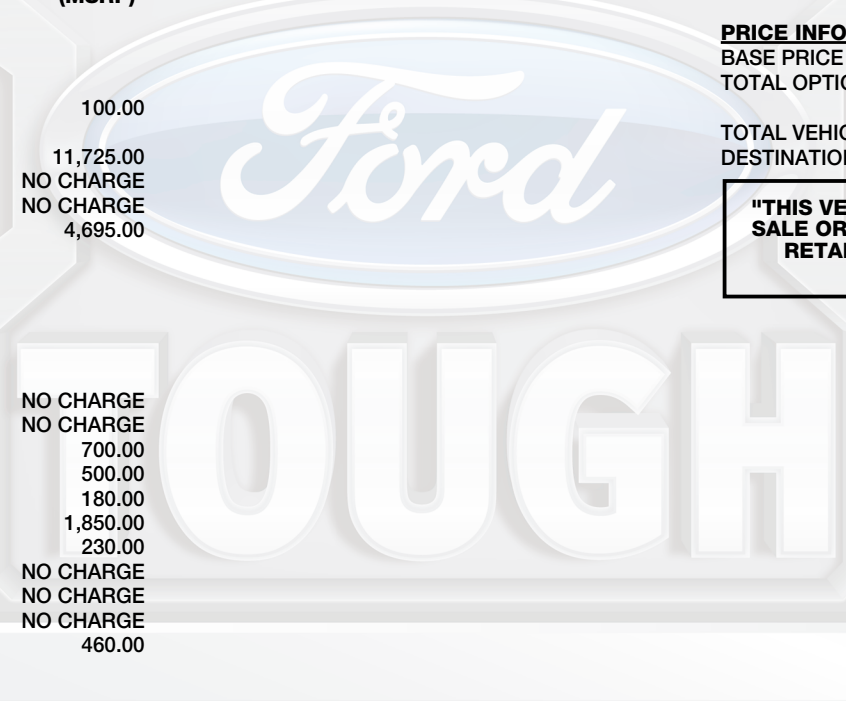 (MSRP)
100.00
11,725.00
NO CHARGE
NO CHARGE
4,695.00
NO CHARGE
NO CHARGE
700.00
500.00
180.00
1,850.00
230.00
NO CHARGE
NO CHARGE
NO CHARGE
460.00
PRICE INFO
BASE PRICE
TOTAL OPTIO
TOTAL VEHIC
DESTINATION
"THIS VE
SALE OR
RETAI
Ford
TOUGH